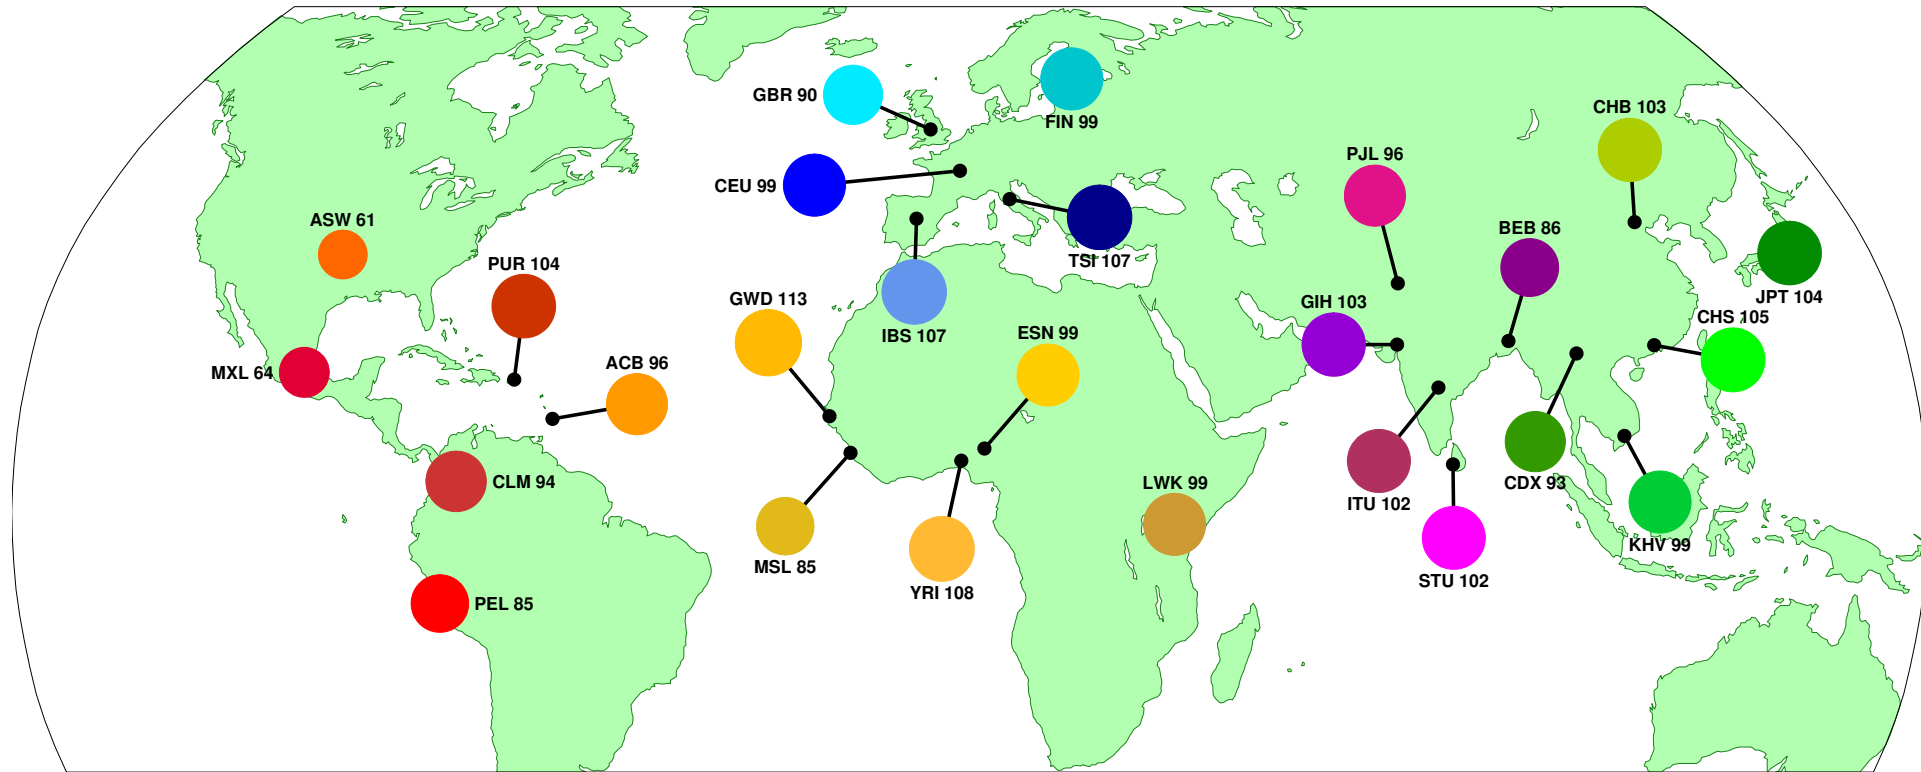 GBR 90
FIN 99
CHB 103
PJL 96
CEU 99
ASW 61
BEB 86
PUR 104
TSI 107
GWD 113
GIH 103
JPT 104
IBS 107
ESN 99
CHS 105
MXL 64
ACB 96
CLM 94
LWK 99
CDX 93
ITU 102
KHV 99
MSL 85
STU 102
YRI 108
PEL 85